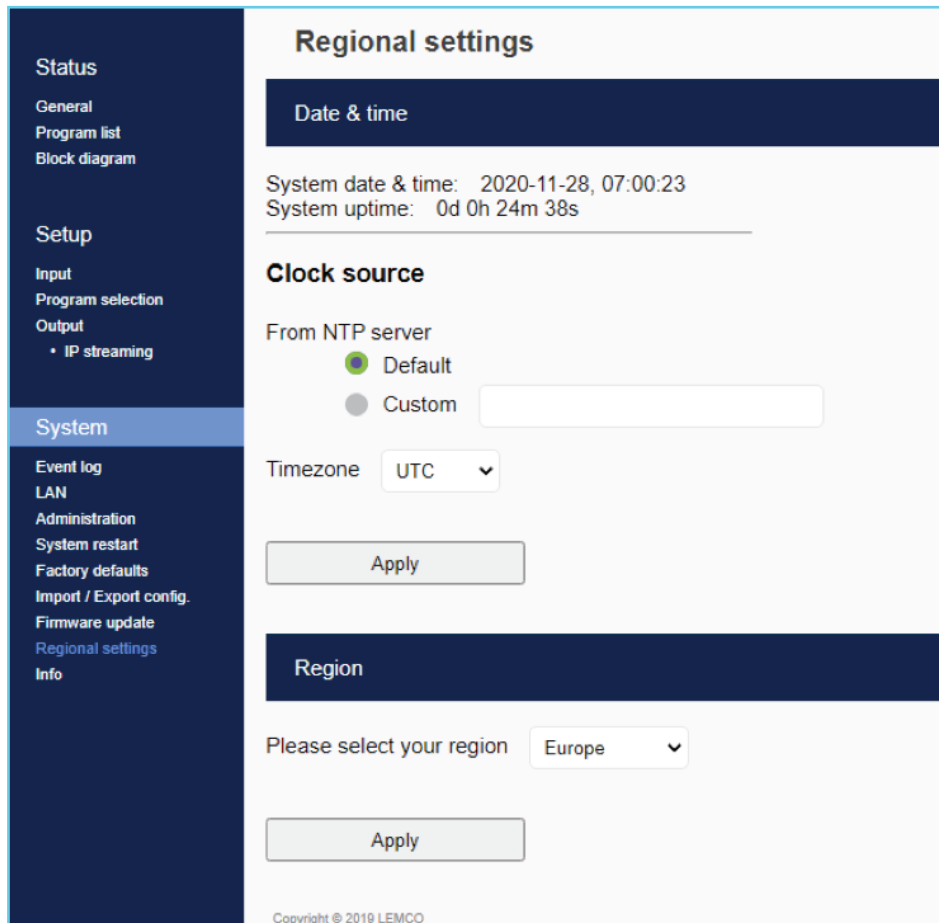 Status
General
Program list
Block diagram
Setup
Input
Program selection
Output
• IP streaming
System
Event log
LAN
Administration
System restart
Factory defaults
Import / Export config.
Firmware update
Regional settings
Info
Regional settings
Date & time
System date & time: 2020-11-28, 07:00:23
System uptime: 0d 0h 24m 38s
Clock source
From NTP server
Default
Custom
Timezone UTC
Apply
Region
Please select your region Europe
Apply
Copyright © 2019 LEMCO